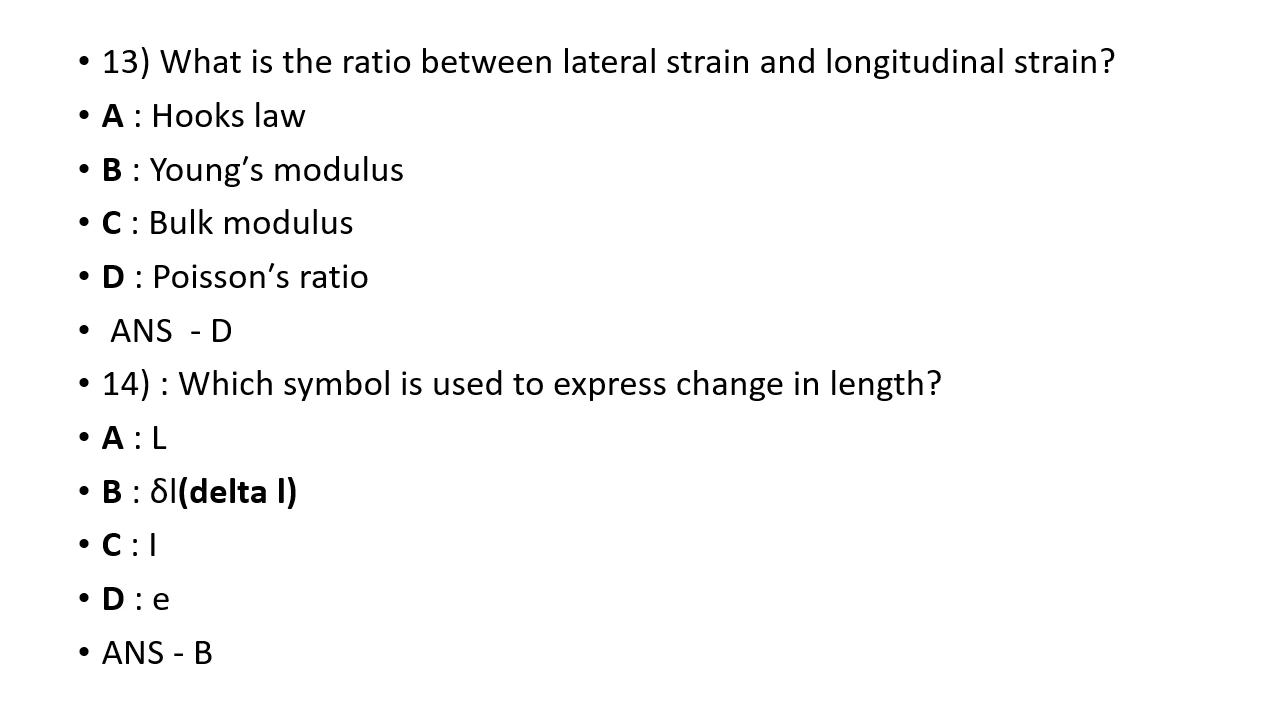 • 13) What is the ratio between lateral strain and longitudinal strain?
• A : Hooks law
• B : Young’s modulus
• C : Bulk modulus
• D : Poisson’s ratio
• ANS - D
• 14) : Which symbol is used to express change in length?
• A : L
• B : δl(delta l)
• C : I
• D : e
• ANS - B